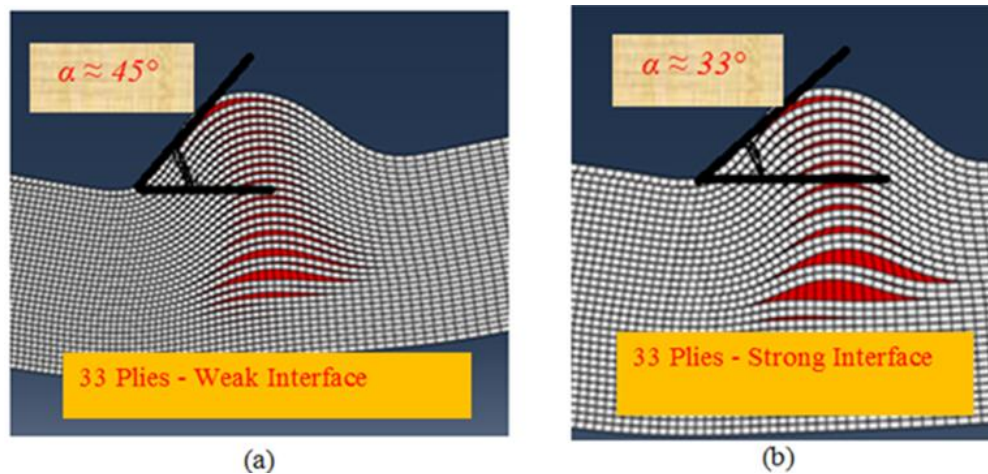 α ≈ 45°
33 Plies - Weak Interface
(a)
α ≈ 33°
33 Plies - Strong Interface
(b)